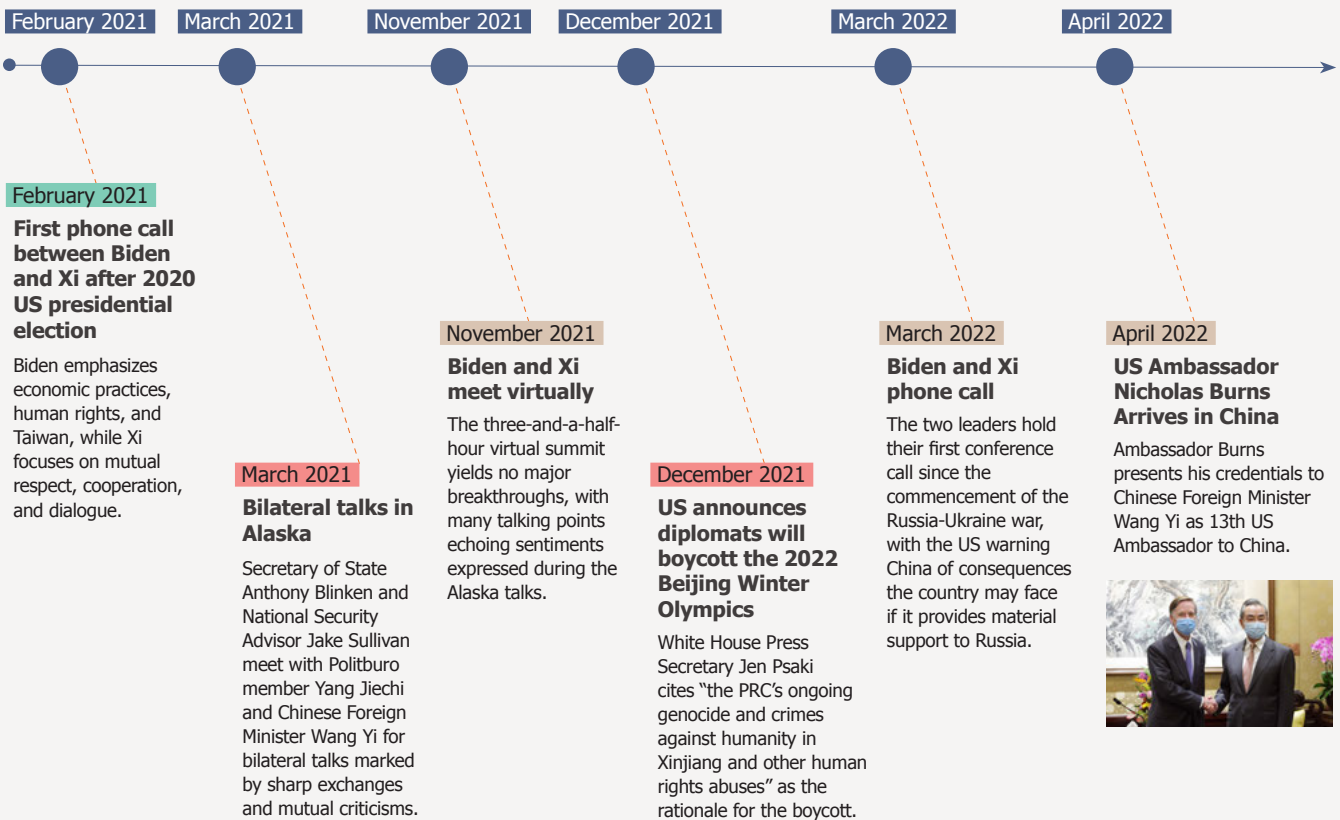 February 2021
March 2021
November 2021
December 2021
March 2022
April 2022
February 2021
First phone call
between Biden
and Xi after 2020
US presidential
election
Biden emphasizes
economic practices,
human rights, and
Taiwan, while Xi
focuses on mutual
respect, cooperation,
and dialogue.
March 2021
Bilateral talks in
Alaska
Secretary of State
Anthony Blinken and
National Security
Advisor Jake Sullivan
meet with Politburo
member Yang Jiechi
and Chinese Foreign
Minister Wang Yi for
bilateral talks marked
by sharp exchanges
and mutual criticisms.
November 2021
Biden and Xi
meet virtually
The three-and-a-half-
hour virtual summit
yields no major
breakthroughs, with
many talking points
echoing sentiments
expressed during the
Alaska talks.
December 2021
US announces
diplomats will
boycott the 2022
Beijing Winter
Olympics
White House Press
Secretary Jen Psaki
cites “the PRC’s ongoing
genocide and crimes
against humanity in
Xinjiang and other human
rights abuses” as the
rationale for the boycott.
March 2022
Biden and Xi
phone call
The two leaders hold
their first conference
call since the
commencement of the
Russia-Ukraine war,
with the US warning
China of consequences
the country may face
if it provides material
support to Russia.
April 2022
US Ambassador
Nicholas Burns
Arrives in China
Ambassador Burns
presents his credentials to
Chinese Foreign Minister
Wang Yi as 13th US
Ambassador to China.